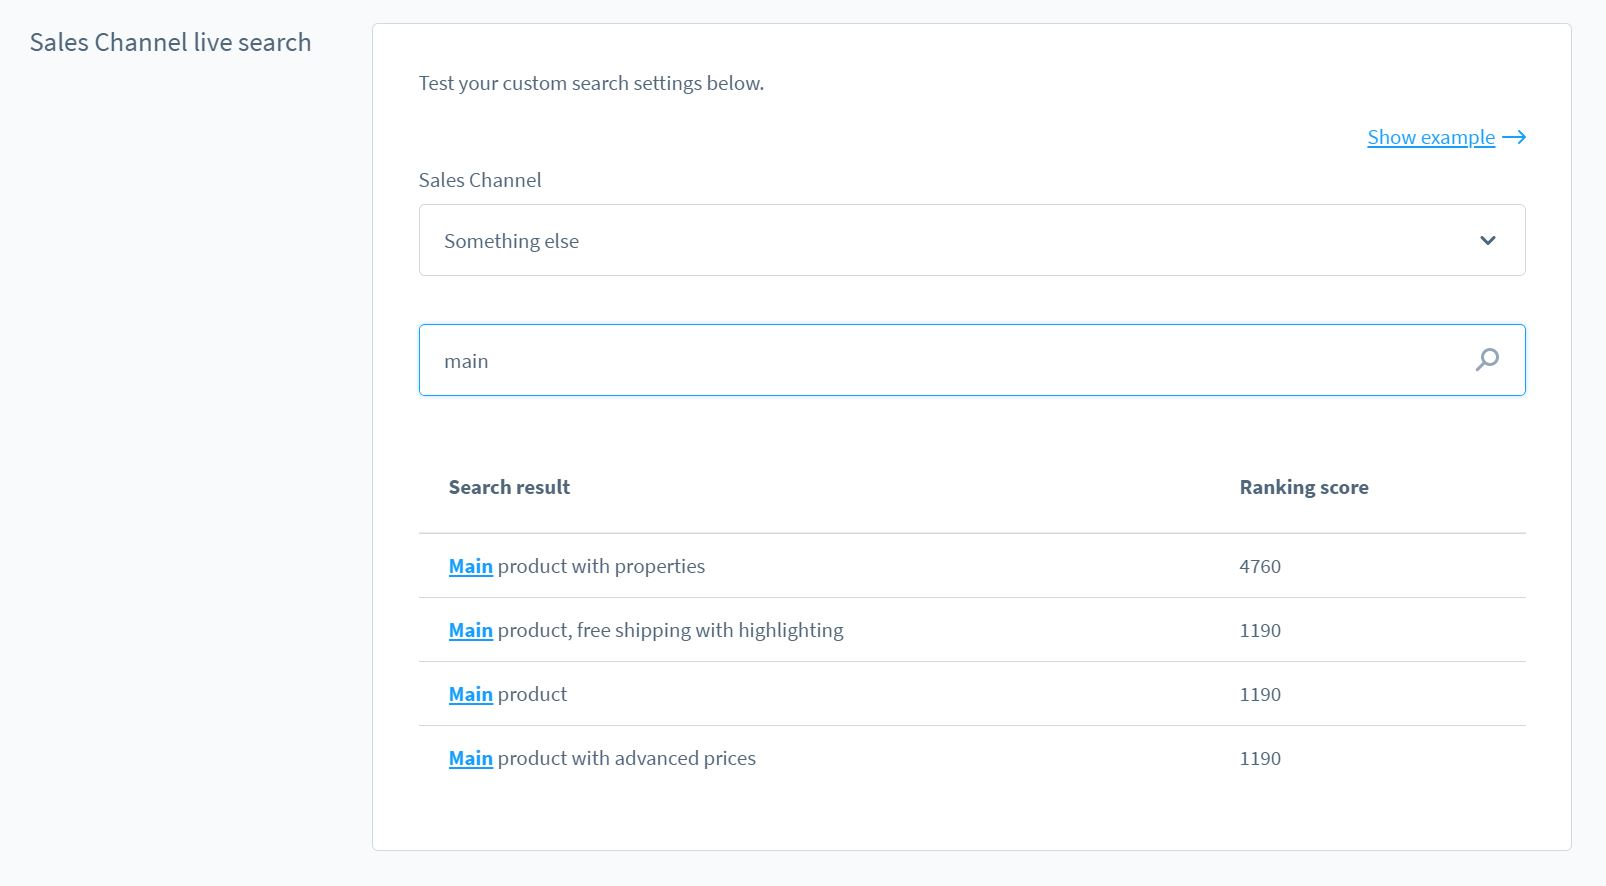 Sales Channel live search
Test your custom search settings below.
Show example
Sales Channel
Something else
main
Search result Ranking score
Main product with properties 4760
Main product, free shipping with highlighting 1190
Main product 1190
Main product with advanced prices 1190